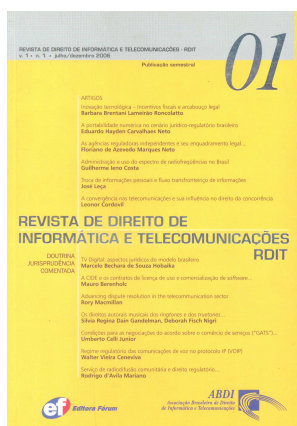 REVISTA DE DIREITO DE INFORMÁTICA E TELECOMUNICAÇÕES - RDIT
v. 1 • n. 1 • julho/dezembro 2006
Publicação semestral
01
ARTIGOS
Inovação tecnológica – Incentivos fiscais e arcabouço legal
Barbara Brentani Lameirão Roncolatto
A portabilidade numérica no cenário jurídico-regulatório brasileiro
Eduardo Hayden Carvalhaes Neto
As agências reguladoras independentes e seu enquadramento legal...
Floriano de Azevedo Marques Neto
Administração e uso do espectro de radiofreqüências no Brasil
Guilherme Ieno Costa
Troca de informações pessoais e fluxo transfronteiriço de informações
José Leça
A convergência nas telecomunicações e sua influência no direito da concorrência
Leonor Cordovil
REVISTA DE DIREITO DE
INFORMÁTICA E TELECOMUNICAÇÕES
RDIT
DOUTRINA
JURISPRUDÊNCIA
COMENTADA
TV Digital: aspectos jurídicos do modelo brasileiro
Marcelo Bechara de Souza Hobaika
A CIDE e os contratos de licença de uso e comercialização de software...
Mauro Berenholc
Advancing dispute resolution in the telecommunication sector
Rory Macmillan
Os direitos autorais musicais dos ringtones e dos truetones...
Silvia Regina Dain Gandelman, Deborah Fisch Nigri
Condições para as negociações do acordo sobre o comércio de serviços ("GATS")...
Umberto Celli Junior
Regime regulatório das comunicações de voz no protocolo IP (VOIP)
Walter Vieira Ceneviva
Serviço de radiodifusão comunitária e direito regulatório...
Rodrigo d'Avila Mariano
ef Editora Fórum
ABDI
Associação Brasileira de Direito
de Informática e Telecomunicações